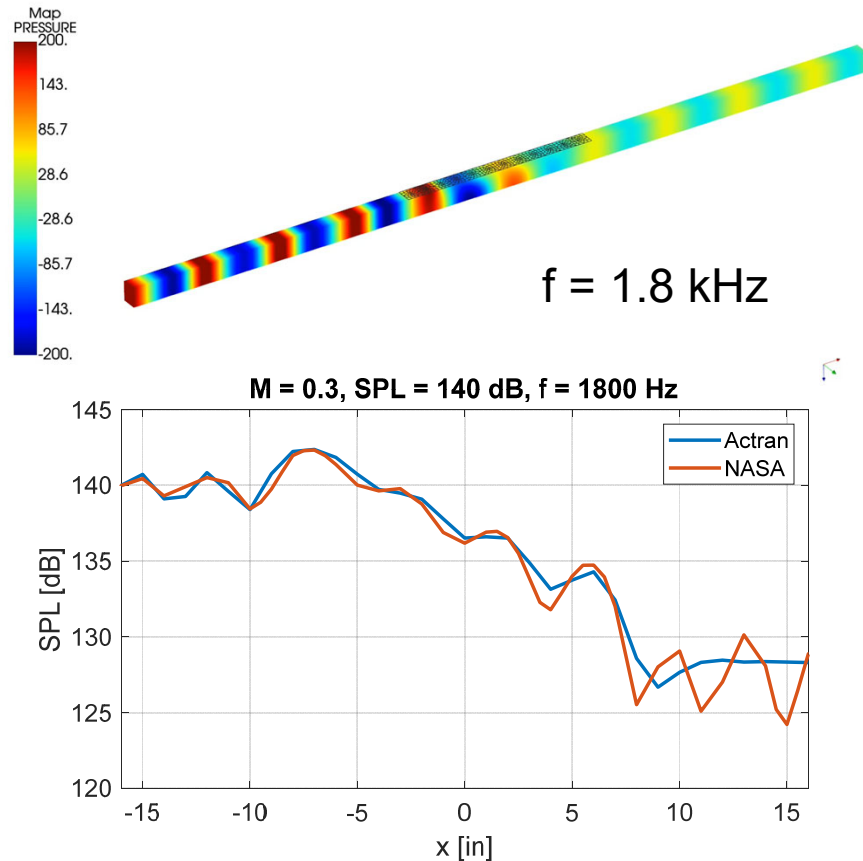 Map
PRESSURE
200.
143.
85.7
28.6
-28.6
-85.7
-143.
-200.
f = 1.8 kHz
M = 0.3, SPL = 140 dB, f = 1800 Hz
Actran
NASA
SPL [dB]
145
140
135
130
125
120
-15 -10 -5 0 5 10 15
x [in]